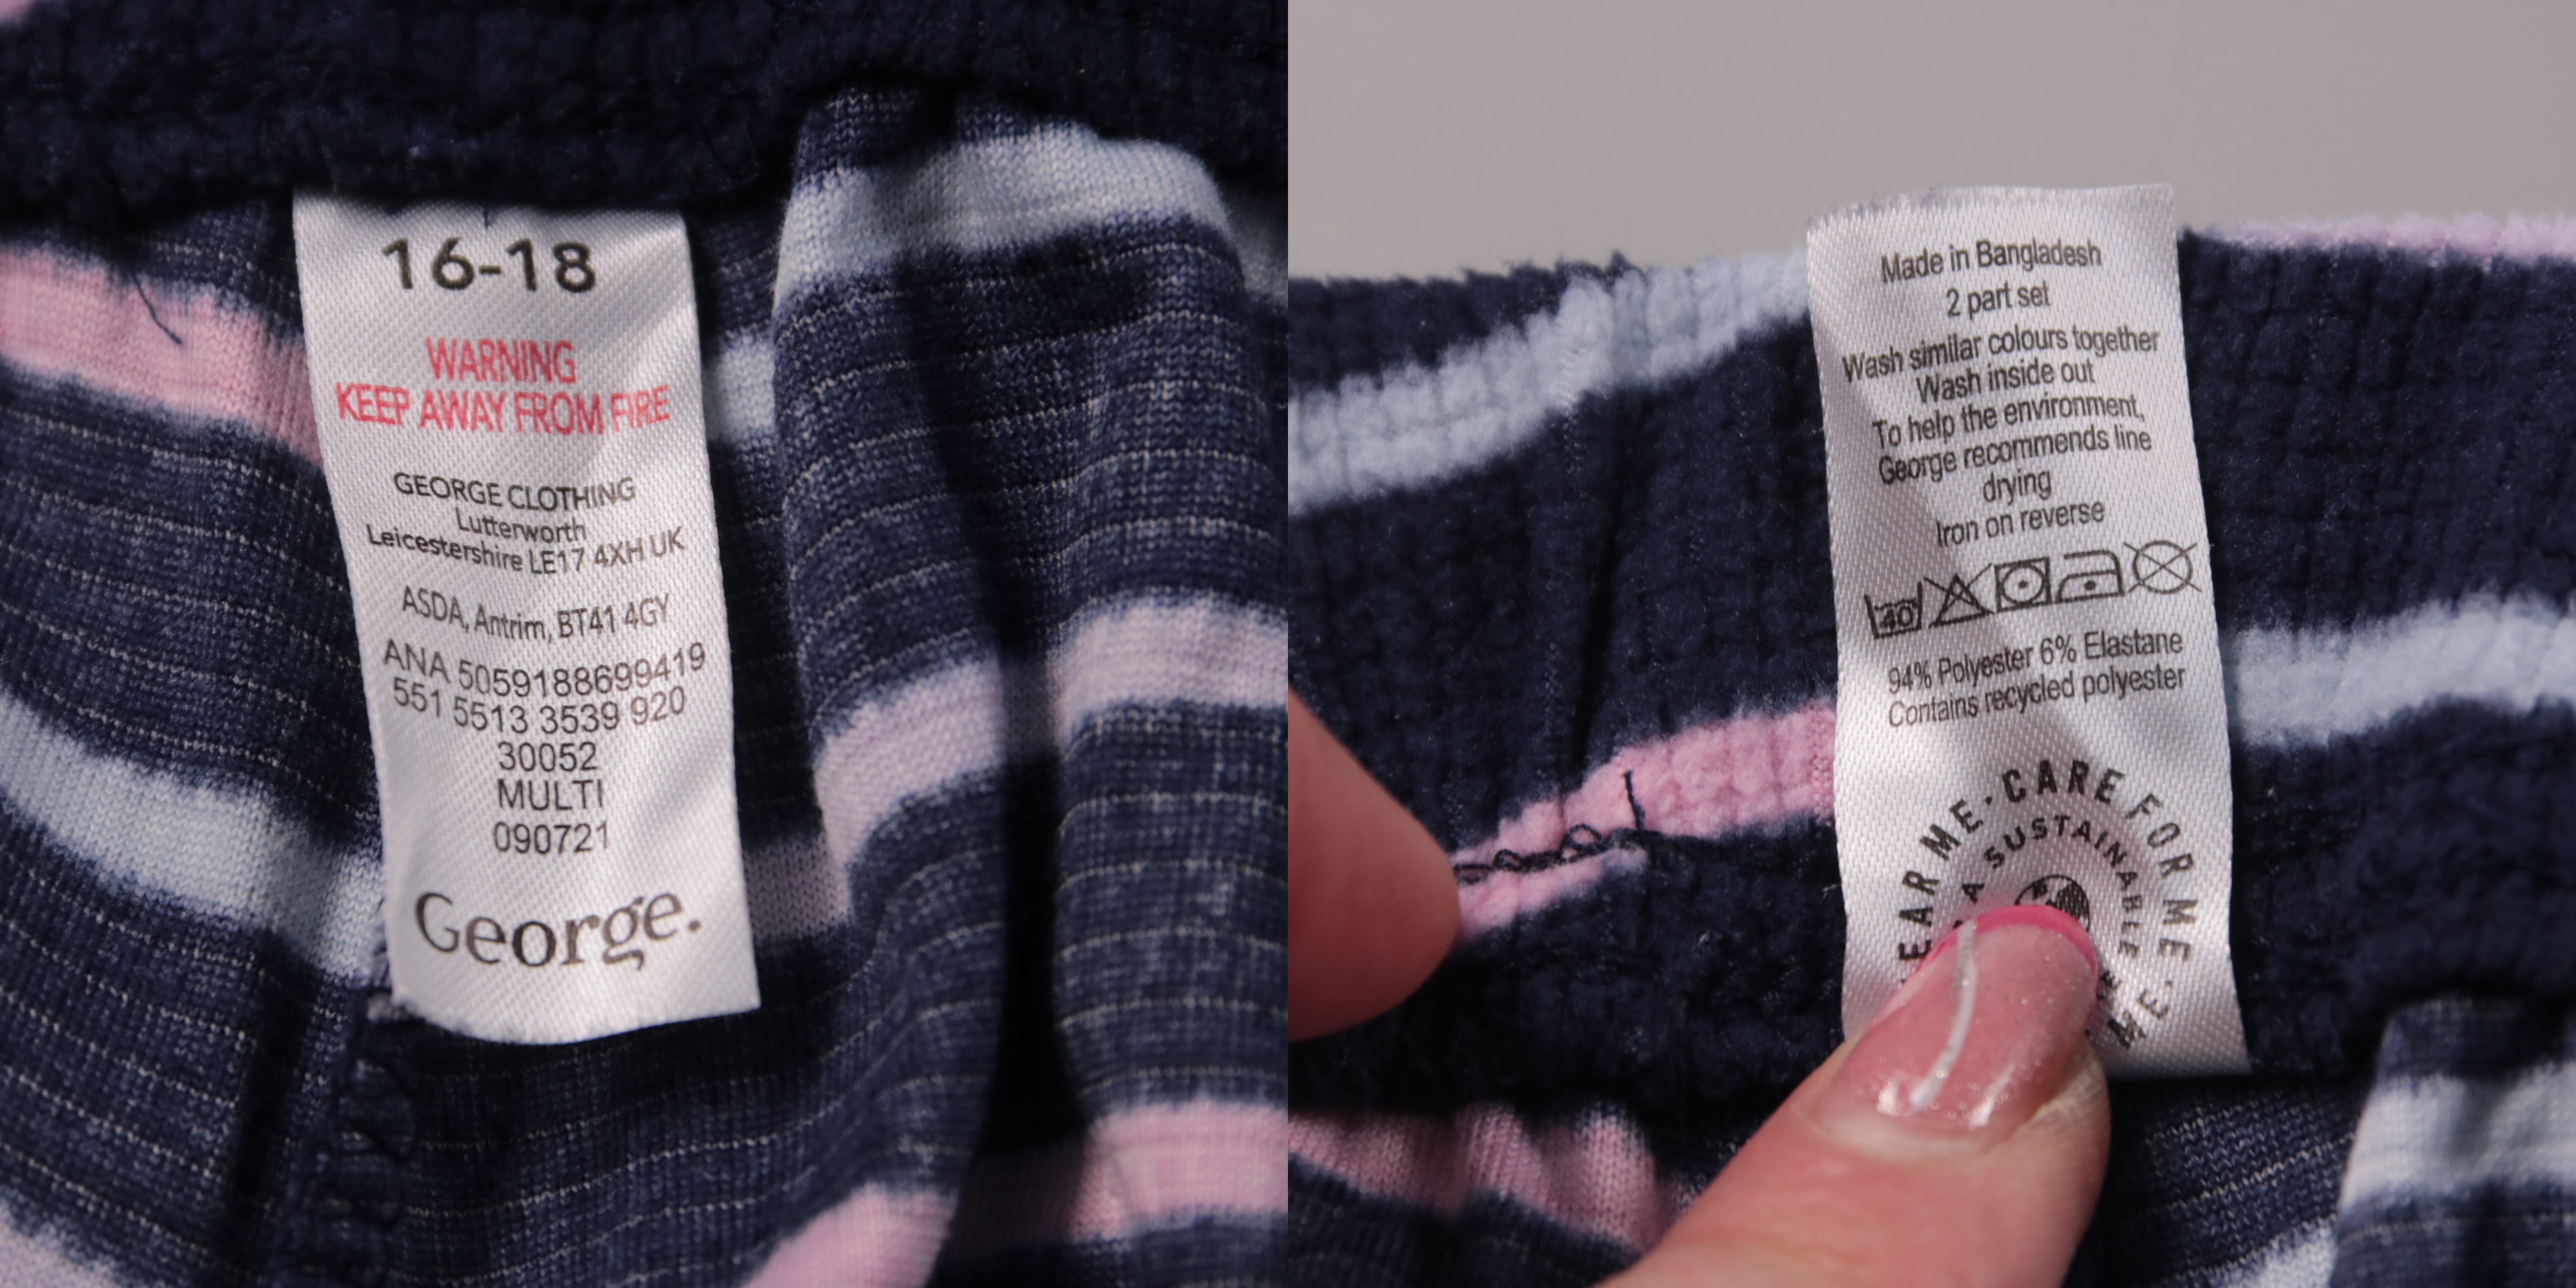 16-18
WARNING
KEEP AWAY FROM FIRE
GEORGE CLOTHING
Lutterworth
Leicestershire LE17 4XH UK
ASDA, Antrim, BT41 4GY
ANA 5059188699419
551 5513 3539 920
30052
MULTI
090721
George.
Made in Bangladesh
2 part set
Wash similar colours together
Wash inside out
To help the environment,
George recommends line
drying
Iron on reverse
40
94% Polyester 6% Elastane
Contains recycled polyester
ME · CARE FOR ME ·
A SUSTAINABLE